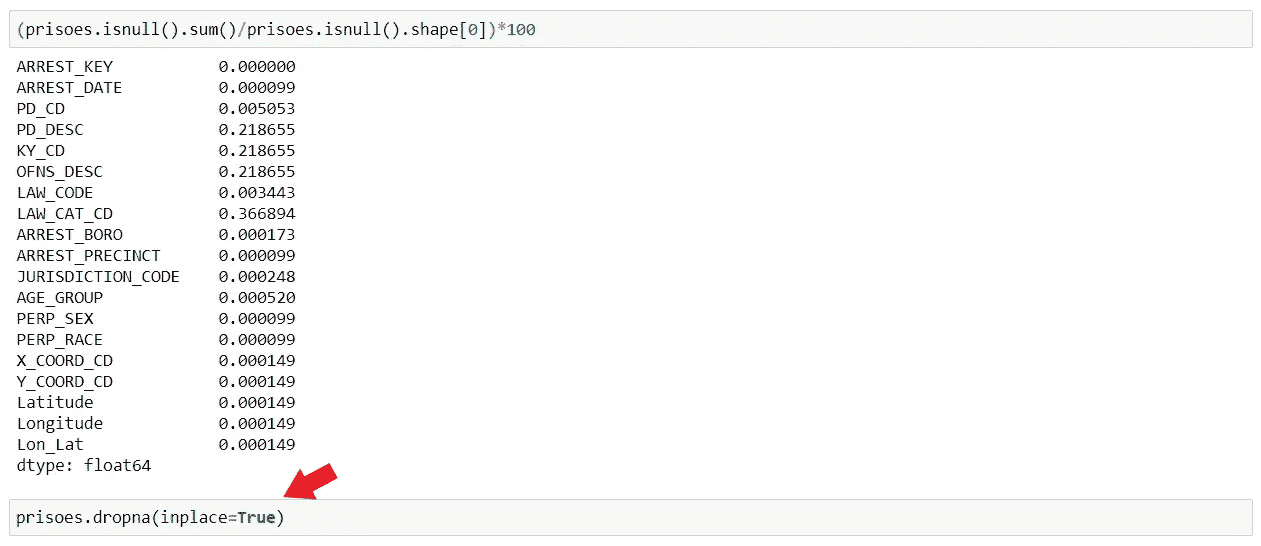 (prisoes.isnull().sum()/prisoes.isnull().shape[0])*100
ARREST_KEY 0.000000
ARREST_DATE 0.000099
PD_CD 0.005053
PD_DESC 0.218655
KY_CD 0.218655
OFNS_DESC 0.218655
LAW_CODE 0.003443
LAW_CAT_CD 0.366894
ARREST_BORO 0.000173
ARREST_PRECINCT 0.000099
JURISDICTION_CODE 0.000248
AGE_GROUP 0.000520
PERP_SEX 0.000099
PERP_RACE 0.000099
X_COORD_CD 0.000149
Y_COORD_CD 0.000149
Latitude 0.000149
Longitude 0.000149
Lon_Lat 0.000149
dtype: float64
prisoes.dropna(inplace=True)